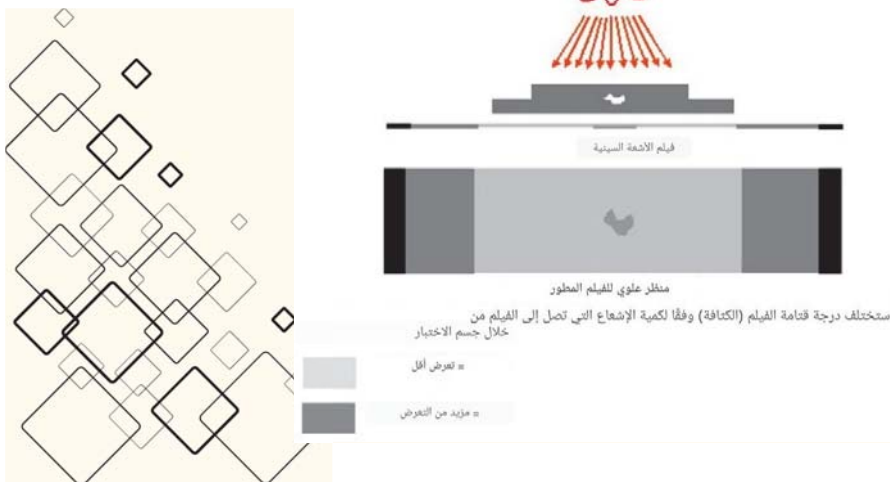 فيلم الأشعة السينية
منظر علوي للفيلم المطور
ستختلف درجة قتامة الفيلم (الكثافة) وفقًا لكمية الإشعاع التي تصل إلى الفيلم من
خلال جسم الاختبار
= تعرض أقل
= مزيد من التعرض